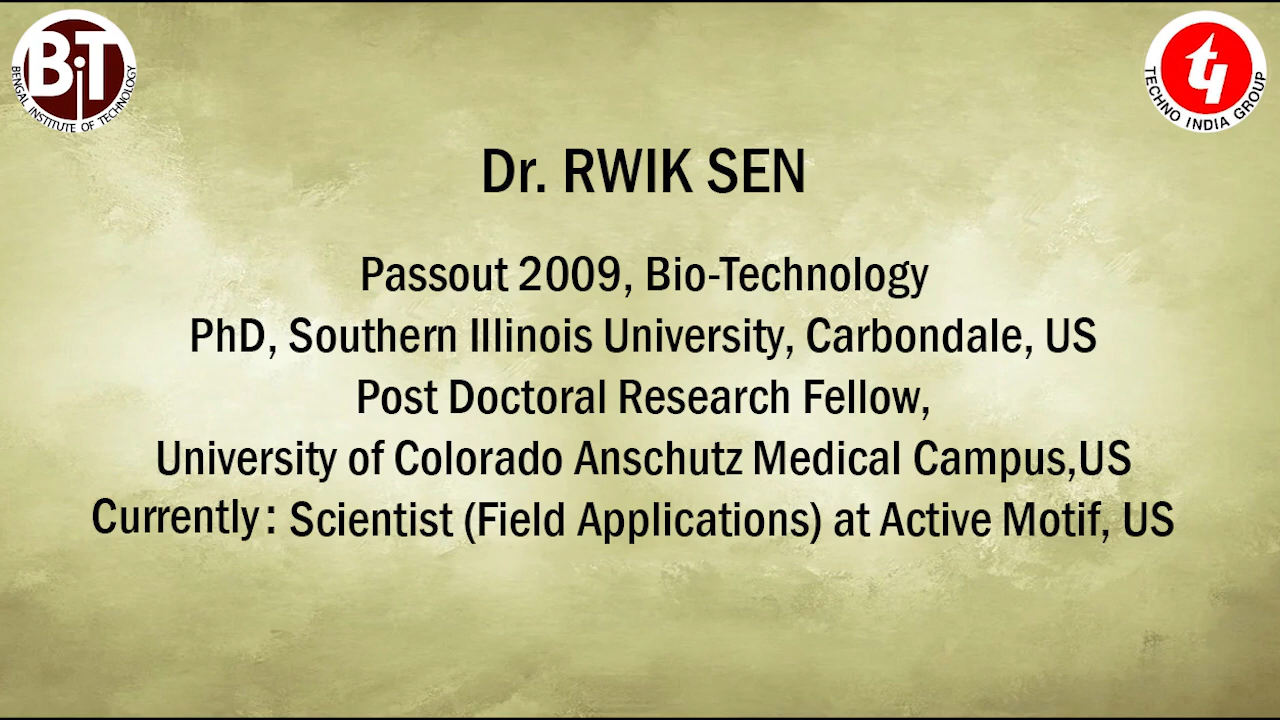 BiT
BENGAL INSTITUTE OF TECHNOLOGY
TECHNO INDIA GROUP
Dr. RWIK SEN
Passout 2009, Bio-Technology
PhD, Southern Illinois University, Carbondale, US
Post Doctoral Research Fellow,
University of Colorado Anschutz Medical Campus,US
Currently : Scientist (Field Applications) at Active Motif, US